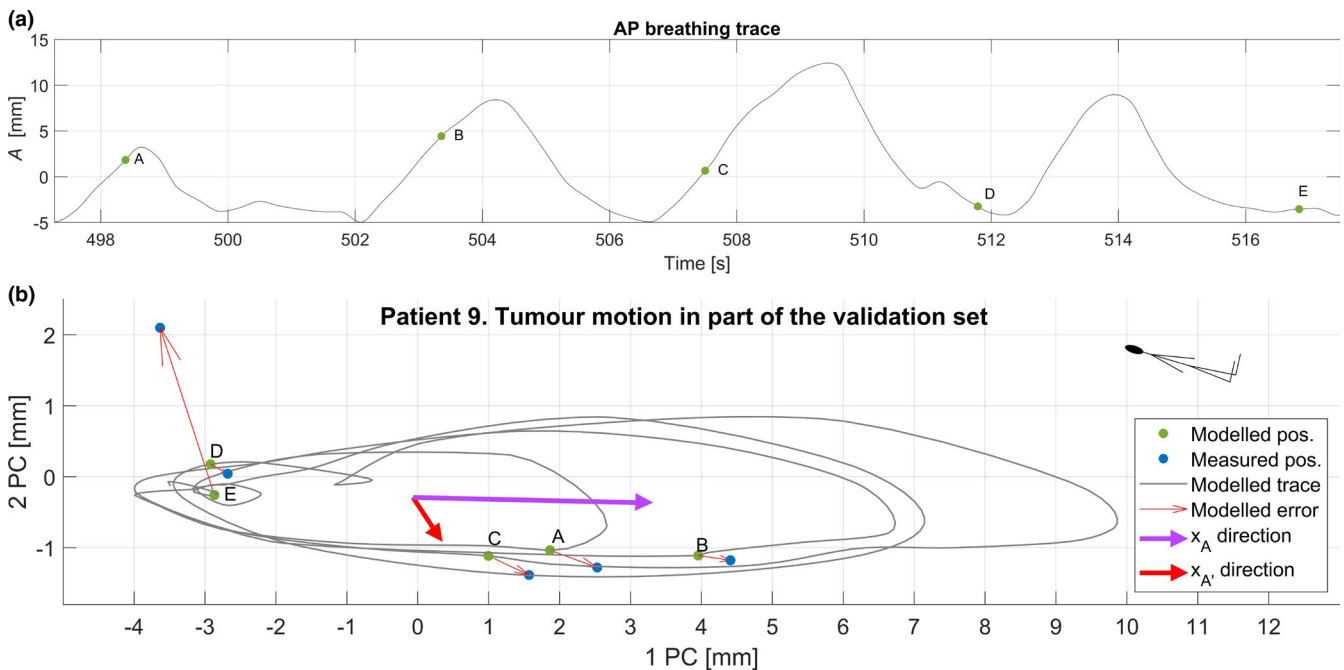 (a)
AP breathing trace
15
10
5
0
-5
A [mm]
A
B
C
D
E
498 500 502 504 506 508 510 512 514 516
Time [s]
(b)
Patient 9. Tumour motion in part of the validation set
2
1
0
-1
2 PC [mm]
D
E
C
A
B
Modelled pos.
Measured pos.
Modelled trace
Modelled error
x_A direction
x_A' direction
-4 -3 -2 -1 0 1 2 3 4 5 6 7 8 9 10 11 12
1 PC [mm]